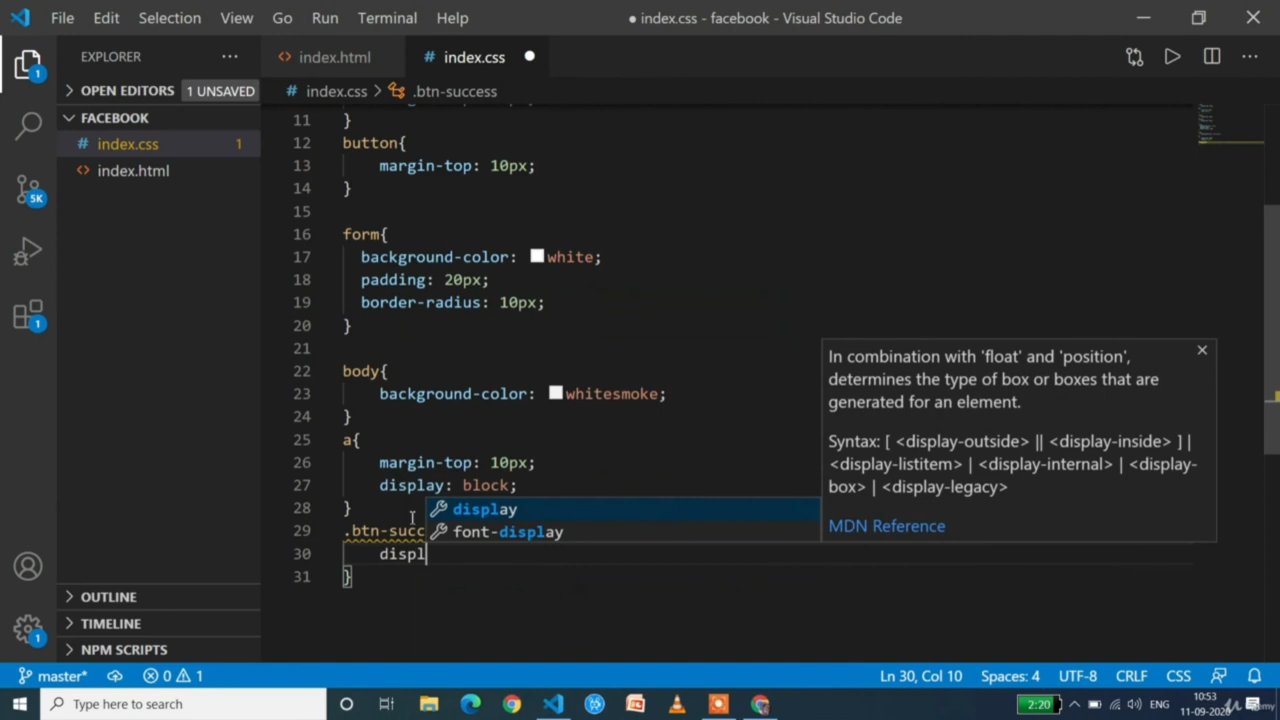 File Edit Selection View Go Run Terminal Help
● index.css - facebook - Visual Studio Code
EXPLORER
index.html
index.css
OPEN EDITORS
1 UNSAVED
index.css > .btn-success
FACEBOOK
index.css 1
index.html
11 }
12 button{
13 margin-top: 10px;
14 }
15
16 form{
17 background-color: white;
18 padding: 20px;
19 border-radius: 10px;
20 }
21
22 body{
23 background-color: whitesmoke;
24 }
25 a{
26 margin-top: 10px;
27 display: block;
28 }
29 .btn-succ
30 displ
31 }
display
font-display
In combination with 'float' and 'position',
determines the type of box or boxes that are
generated for an element.
Syntax: [ <display-outside> || <display-inside> ] |
<display-listitem> | <display-internal> | <display-
box> | <display-legacy>
MDN Reference
1
5K
1
1
OUTLINE
TIMELINE
NPM SCRIPTS
master* 0 1
Ln 30, Col 10 Spaces: 4 UTF-8 CRLF CSS
Type here to search
2:20
ENG
10:53
11-09-2020